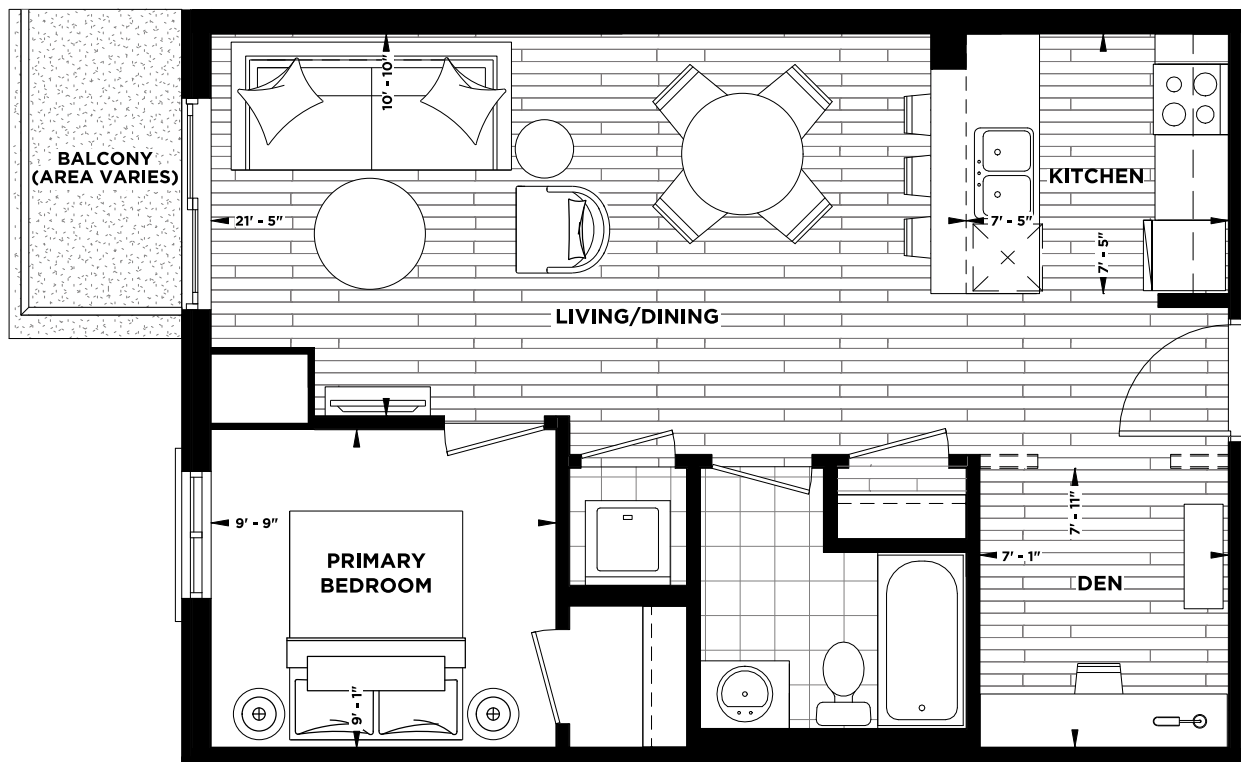 10' - 10"
BALCONY
(AREA VARIES)
KITCHEN
21' - 5"
7' - 5"
7' - 5"
LIVING/DINING
7' - 11"
9' - 9"
7' - 1"
PRIMARY
BEDROOM
DEN
9' - 1"